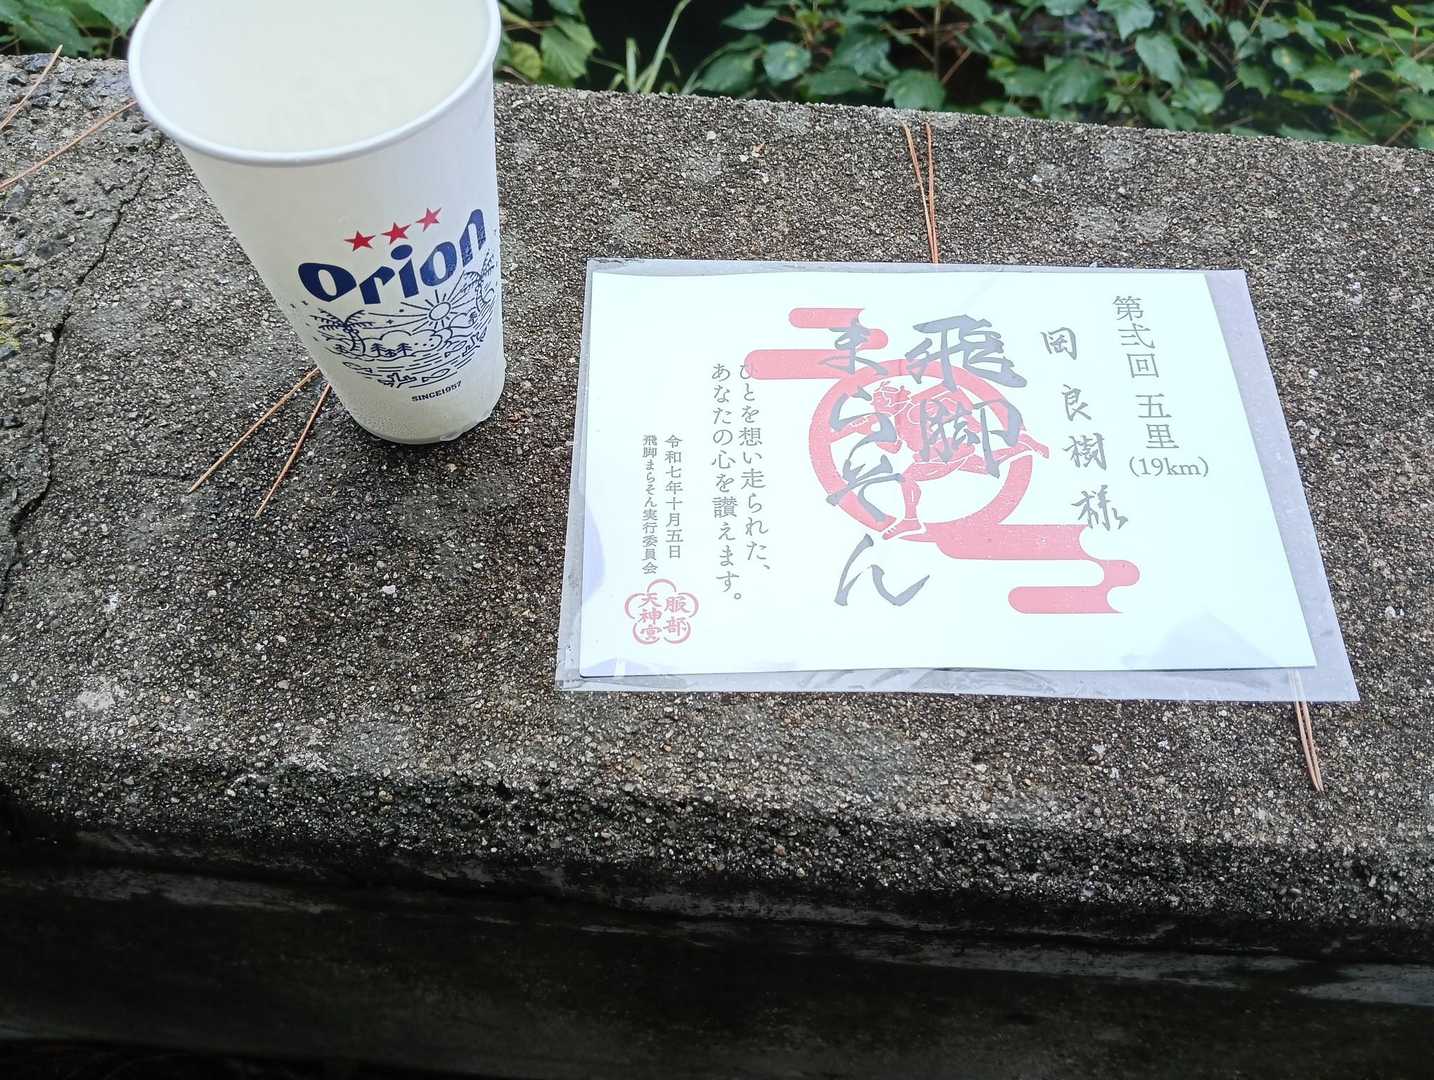 Orion
SINCE1957
第弍回 五里
(19km)
岡良樹様
飛脚
まらそん
ひとを想い走られた、
あなたの心を讃えます。
令和七年十月五日
飛脚まらそん実行委員会
服部
天神宮